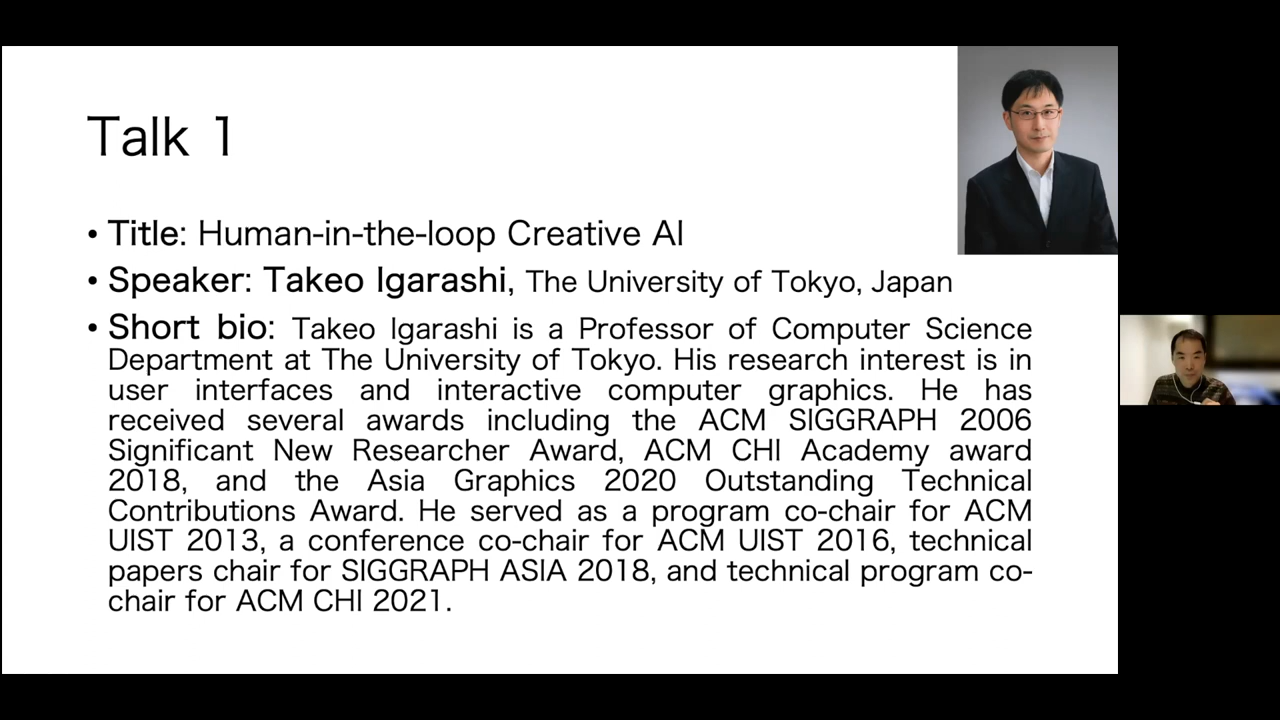 Talk 1
• Title: Human-in-the-loop Creative AI
• Speaker: Takeo Igarashi, The University of Tokyo, Japan
• Short bio: Takeo Igarashi is a Professor of Computer Science
Department at The University of Tokyo. His research interest is in
user interfaces and interactive computer graphics. He has
received several awards including the ACM SIGGRAPH 2006
Significant New Researcher Award, ACM CHI Academy award
2018, and the Asia Graphics 2020 Outstanding Technical
Contributions Award. He served as a program co-chair for ACM
UIST 2013, a conference co-chair for ACM UIST 2016, technical
papers chair for SIGGRAPH ASIA 2018, and technical program co-
chair for ACM CHI 2021.